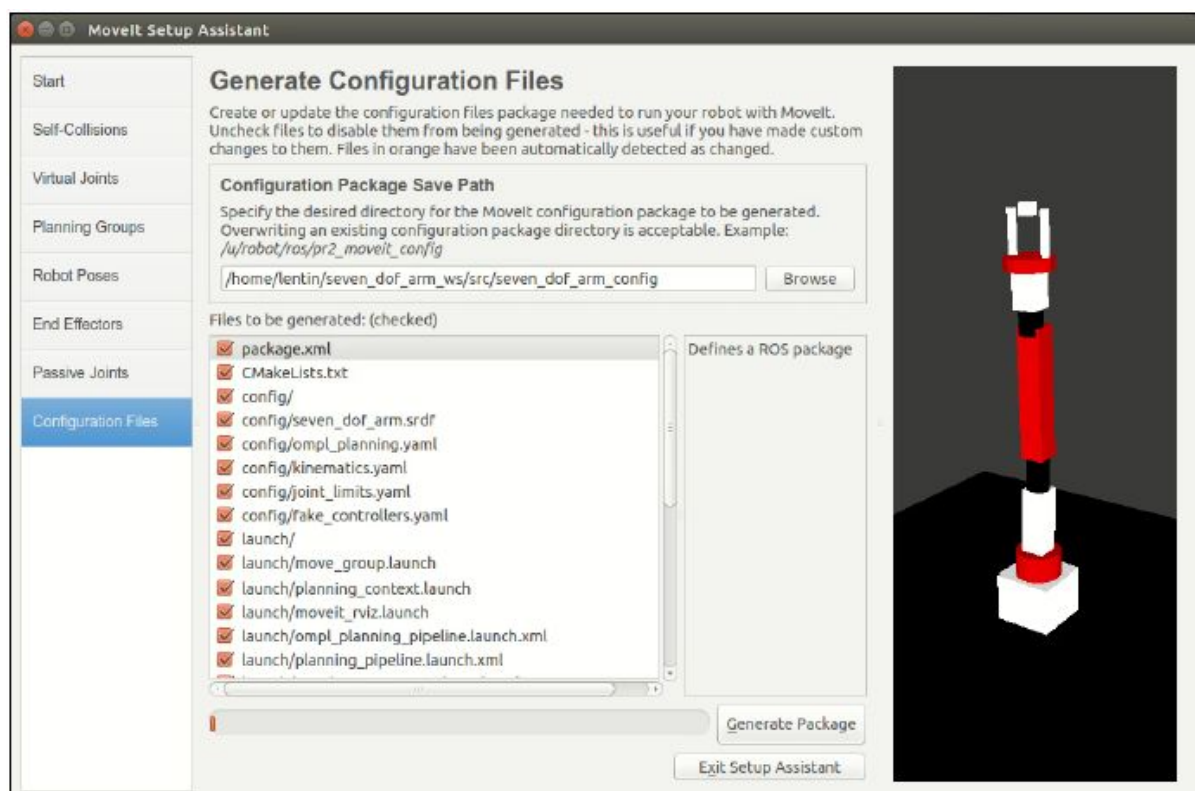 MoveIt Setup Assistant
Start
Self-Collisions
Virtual Joints
Planning Groups
Robot Poses
End Effectors
Passive Joints
Configuration Files
Generate Configuration Files
Create or update the configuration files package needed to run your robot with MoveIt.
Uncheck files to disable them from being generated - this is useful if you have made custom
changes to them. Files in orange have been automatically detected as changed.
Configuration Package Save Path
Specify the desired directory for the MoveIt configuration package to be generated.
Overwriting an existing configuration package directory is acceptable. Example:
/u/robot/ros/pr2_moveit_config
/home/lentin/seven_dof_arm_ws/src/seven_dof_arm_config
Browse
Files to be generated: (checked)
package.xml
CMakeLists.txt
config/
config/seven_dof_arm.srdf
config/ompl_planning.yaml
config/kinematics.yaml
config/joint_limits.yaml
config/fake_controllers.yaml
launch/
launch/move_group.launch
launch/planning_context.launch
launch/moveit_rviz.launch
launch/ompl_planning_pipeline.launch.xml
launch/planning_pipeline.launch.xml
Defines a ROS package
Generate Package
Exit Setup Assistant